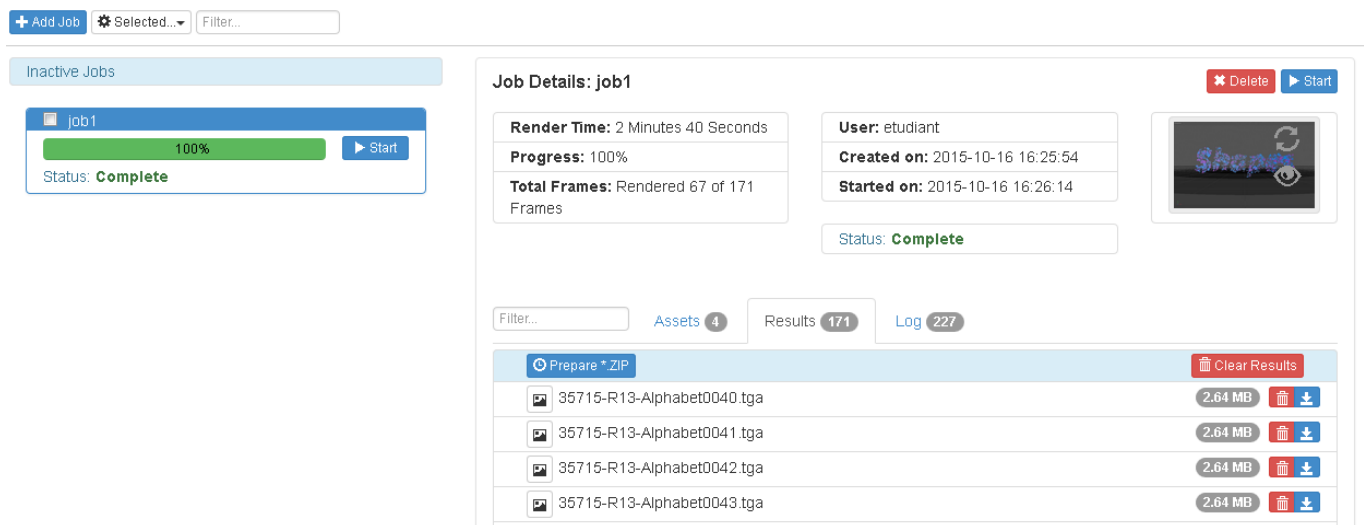 Add Job Selected... Filter...
Inactive Jobs
job1
100% Start
Status: Complete
Job Details: job1 Delete Start
Render Time: 2 Minutes 40 Seconds
Progress: 100%
Total Frames: Rendered 67 of 171
Frames
User: etudiant
Created on: 2015-10-16 16:25:54
Started on: 2015-10-16 16:26:14
Status: Complete
Filter... Assets 4 Results 171 Log 227
Prepare *.ZIP Clear Results
35715-R13-Alphabet0040.tga 2.64 MB
35715-R13-Alphabet0041.tga 2.64 MB
35715-R13-Alphabet0042.tga 2.64 MB
35715-R13-Alphabet0043.tga 2.64 MB